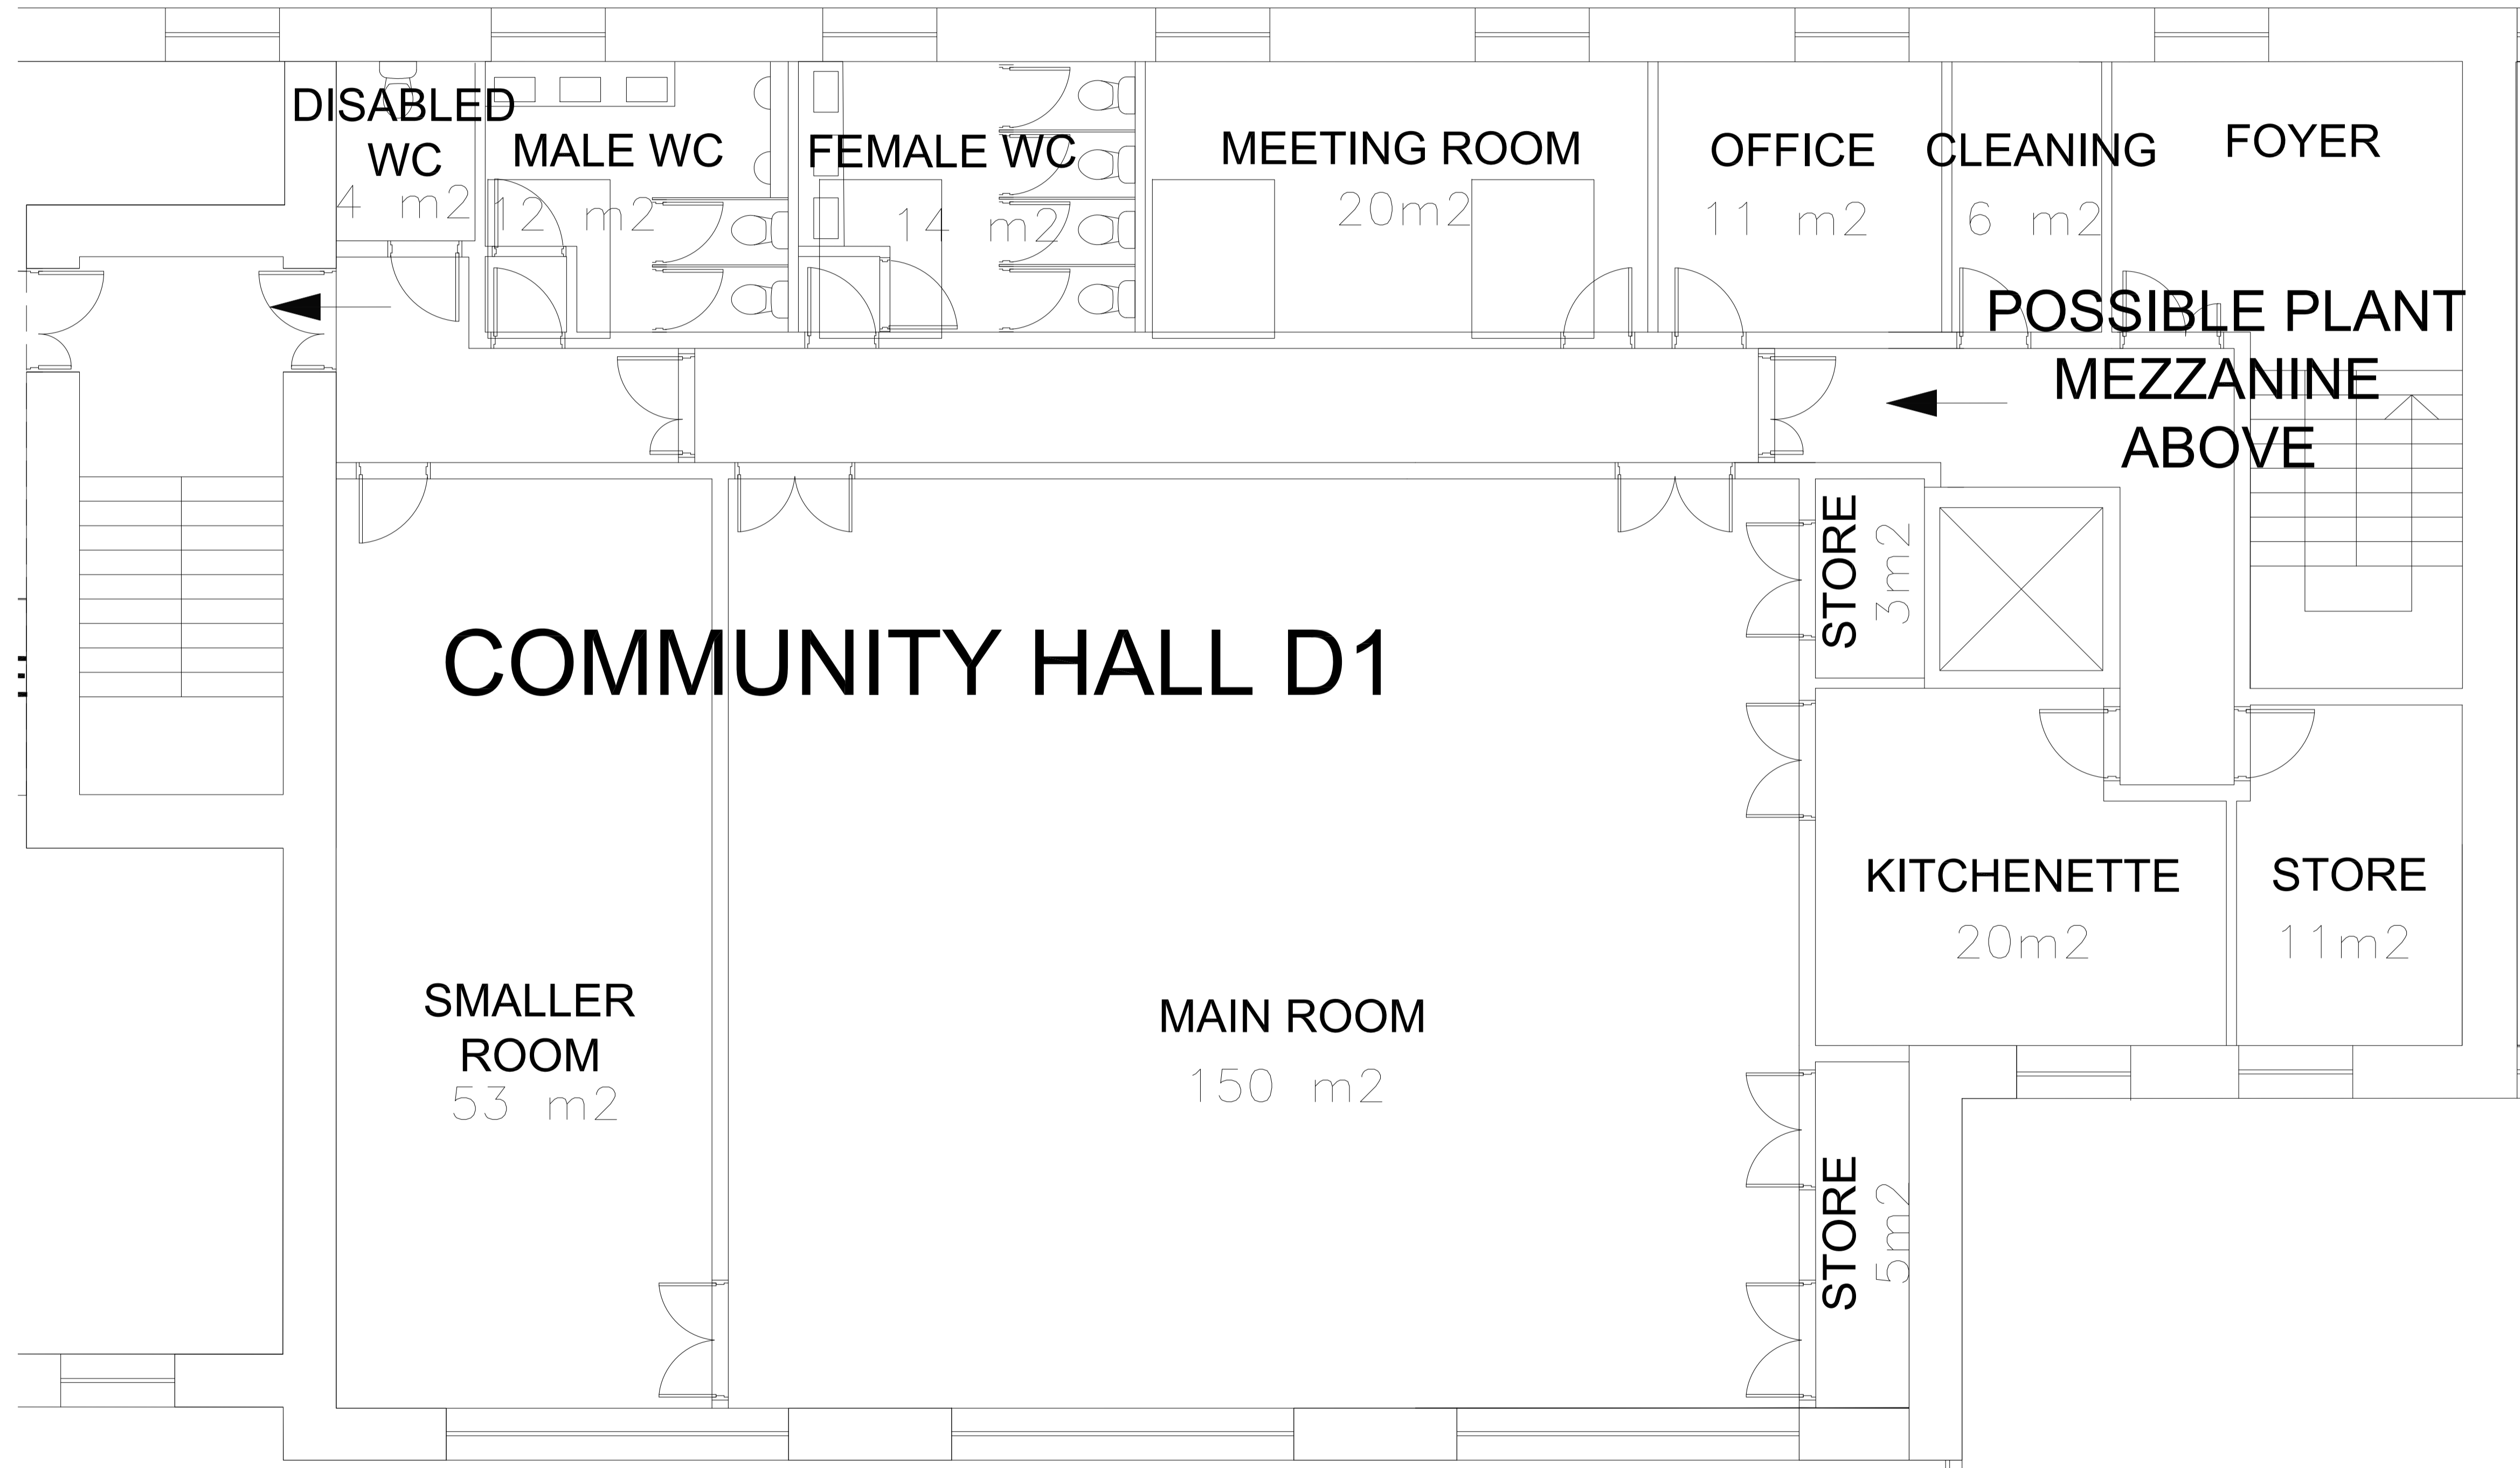 DISABLED
WC
4 m2
MALE WC
12 m2
FEMALE WC
14 m2
MEETING ROOM
20m2
OFFICE
11 m2
CLEANING
6 m2
FOYER
POSSIBLE PLANT
MEZZANINE
ABOVE
COMMUNITY HALL D1
STORE
3m2
SMALLER
ROOM
53 m2
MAIN ROOM
150 m2
KITCHENETTE
20m2
STORE
11m2
STORE
5m2